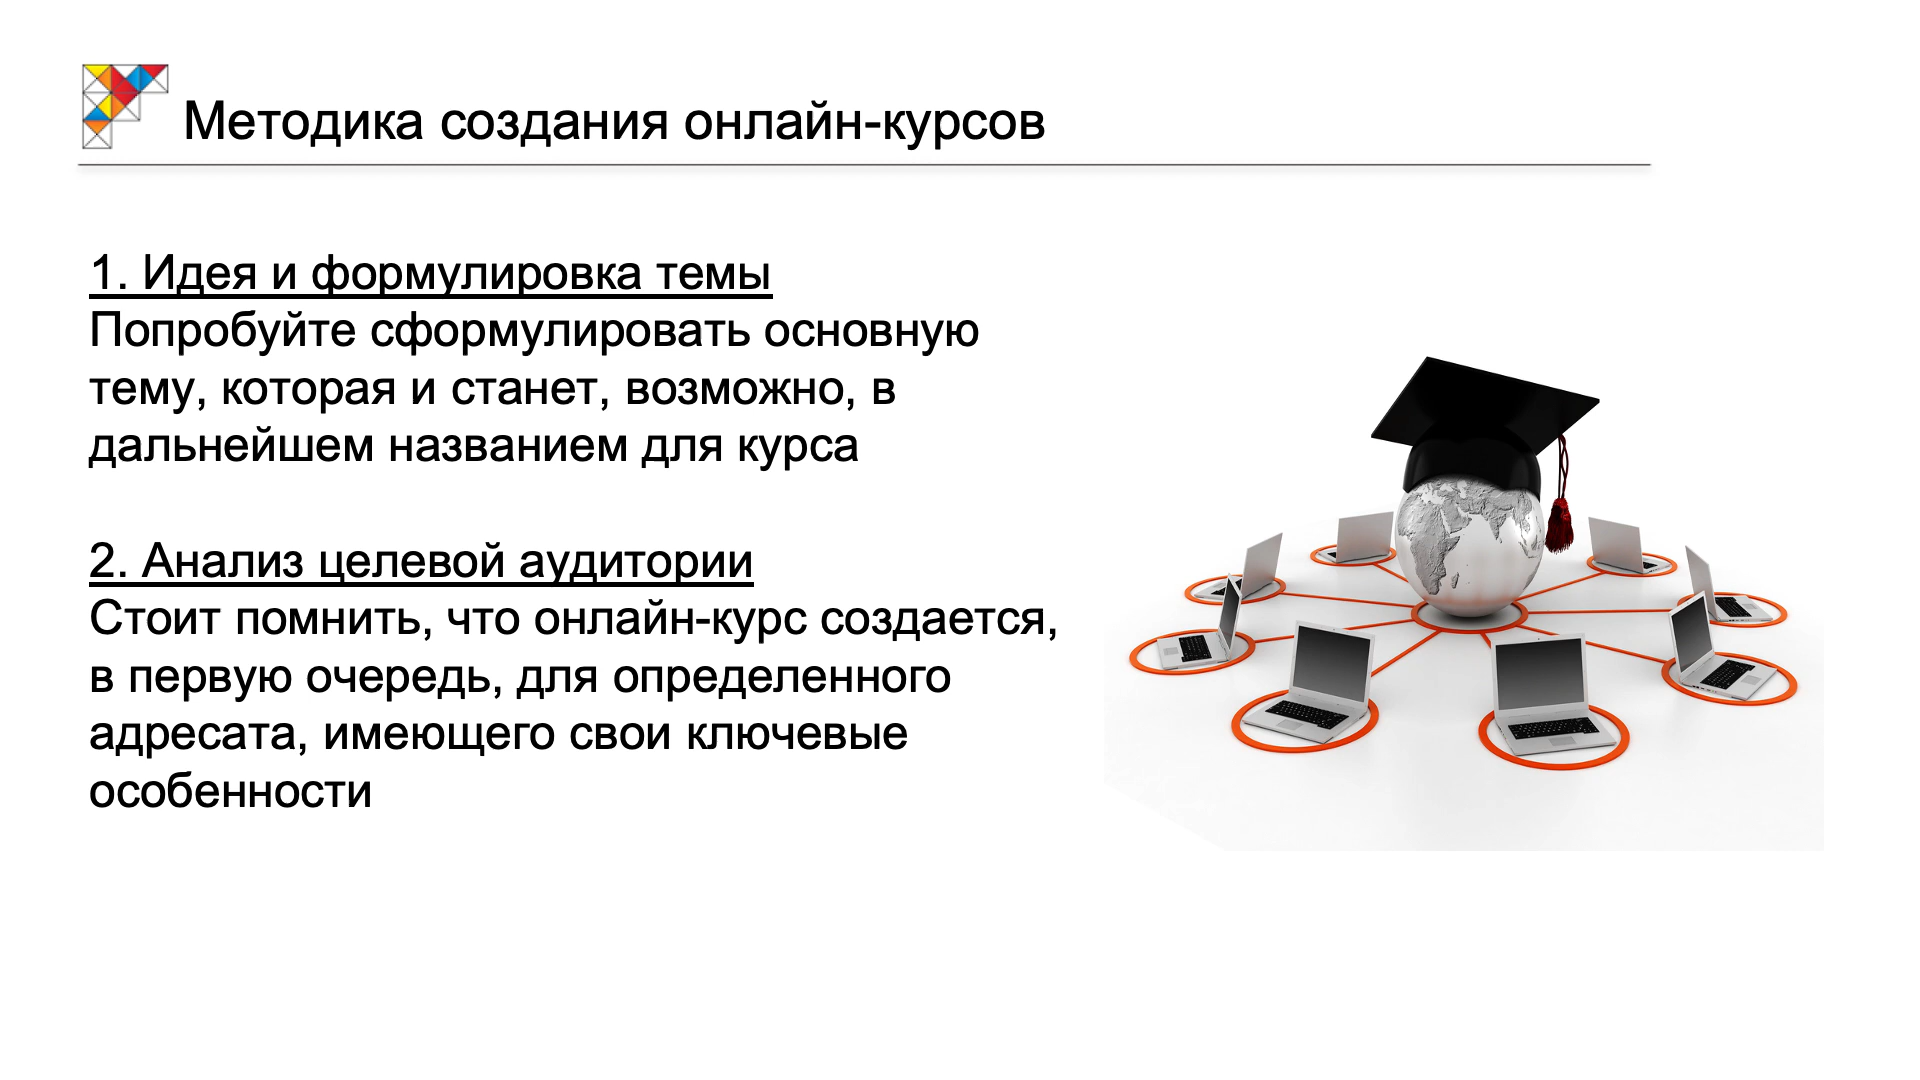 Методика создания онлайн-курсов
1. Идея и формулировка темы
Попробуйте сформулировать основную
тему, которая и станет, возможно, в
дальнейшем названием для курса
2. Анализ целевой аудитории
Стоит помнить, что онлайн-курс создается,
в первую очередь, для определенного
адресата, имеющего свои ключевые
особенности